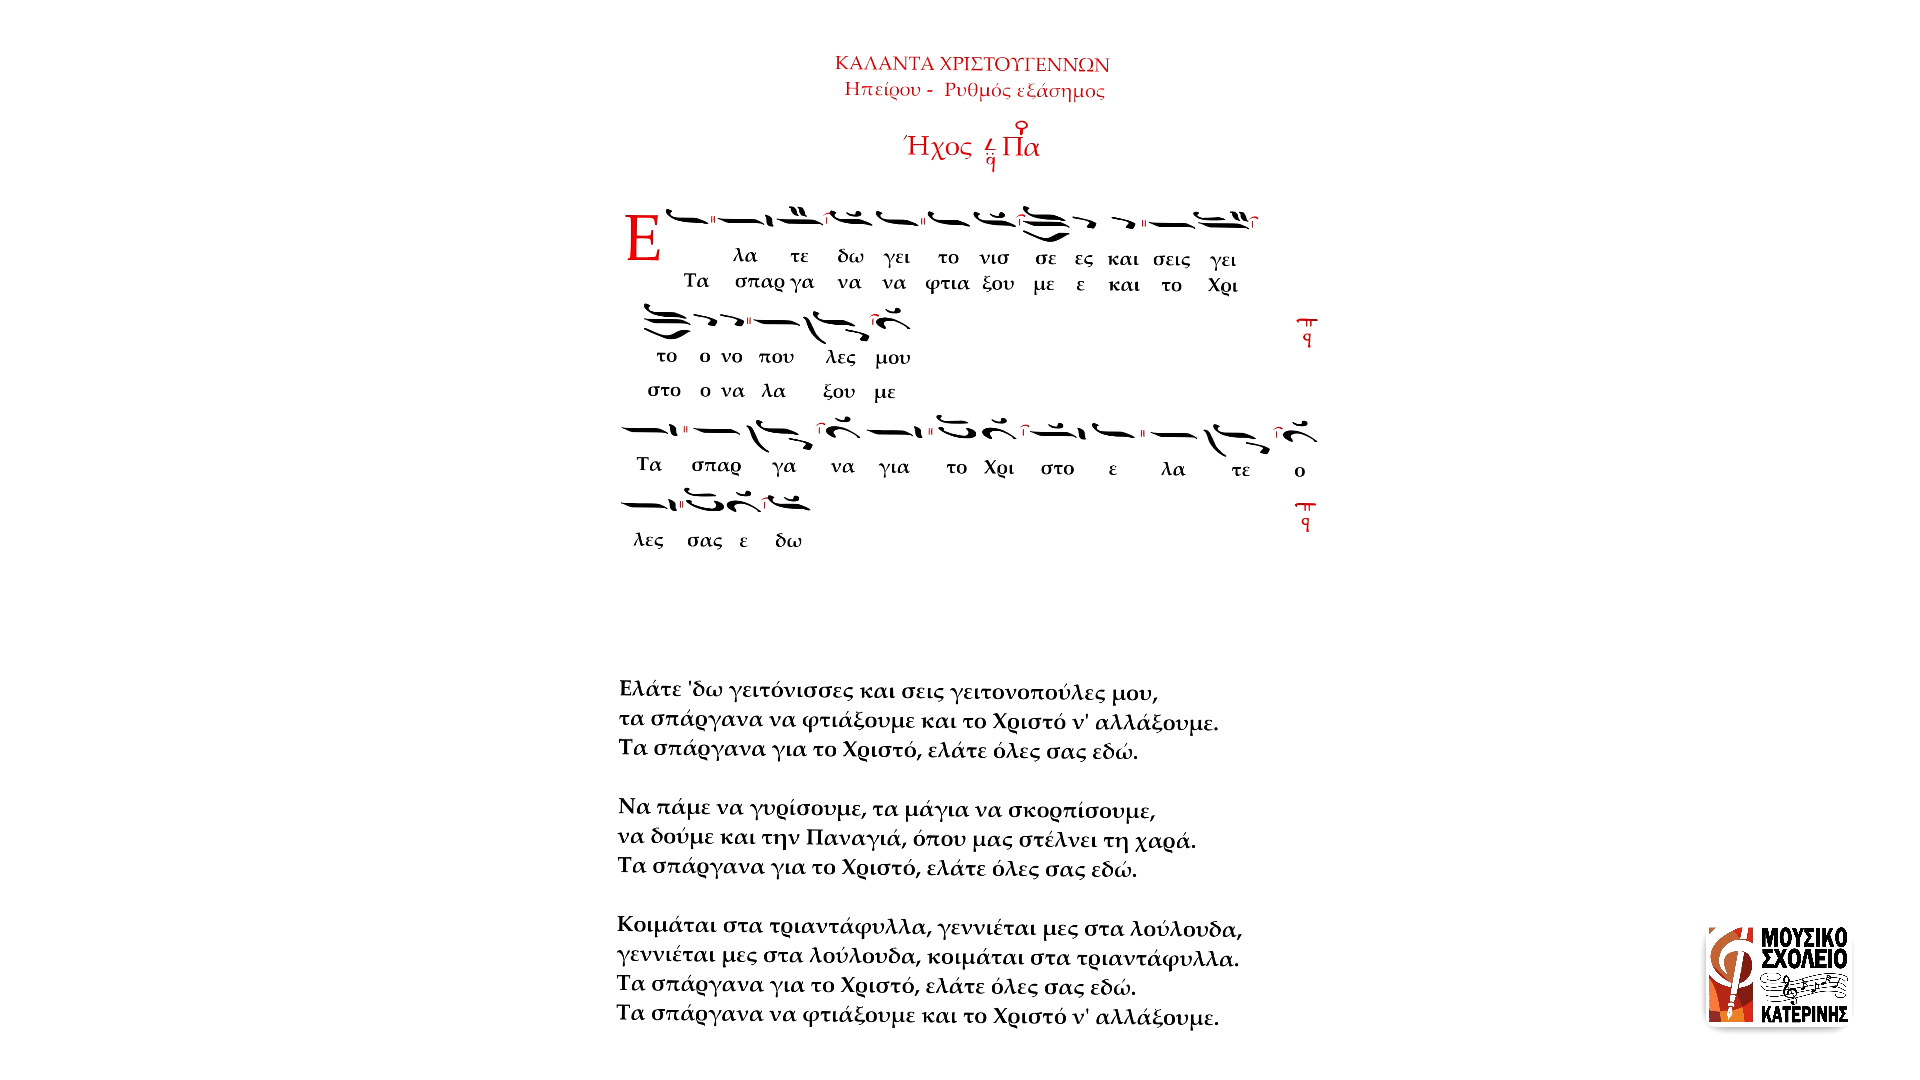 ΚΑΛΑΝΤΑ ΧΡΙΣΤΟΥΓΕΝΝΩΝ
Ηπείρου - Ρυθμός εξάσημος
Ήχος Πα
Ε
λα τε δω γει το νισ σε ες και σεις γει
Τα σπαρ γα να να φτια ξου με ε και το Χρι
το ο νο που λες μου
στο ο να λα ξου με
Τα σπαρ γα να για το Χρι στο ε λα τε ο
λες σας ε δω
Ελάτε 'δω γειτόνισσες και σεις γειτονοπούλες μου,
τα σπάργανα να φτιάξουμε και το Χριστό ν' αλλάξουμε.
Τα σπάργανα για το Χριστό, ελάτε όλες σας εδώ.
Να πάμε να γυρίσουμε, τα μάγια να σκορπίσουμε,
να δούμε και την Παναγιά, όπου μας στέλνει τη χαρά.
Τα σπάργανα για το Χριστό, ελάτε όλες σας εδώ.
Κοιμάται στα τριαντάφυλλα, γεννιέται μες στα λούλουδα,
γεννιέται μες στα λούλουδα, κοιμάται στα τριαντάφυλλα.
Τα σπάργανα για το Χριστό, ελάτε όλες σας εδώ.
Τα σπάργανα να φτιάξουμε και το Χριστό ν' αλλάξουμε.
ΜΟΥΣΙΚΟ
ΣΧΟΛΕΙΟ
ΚΑΤΕΡΙΝΗΣ